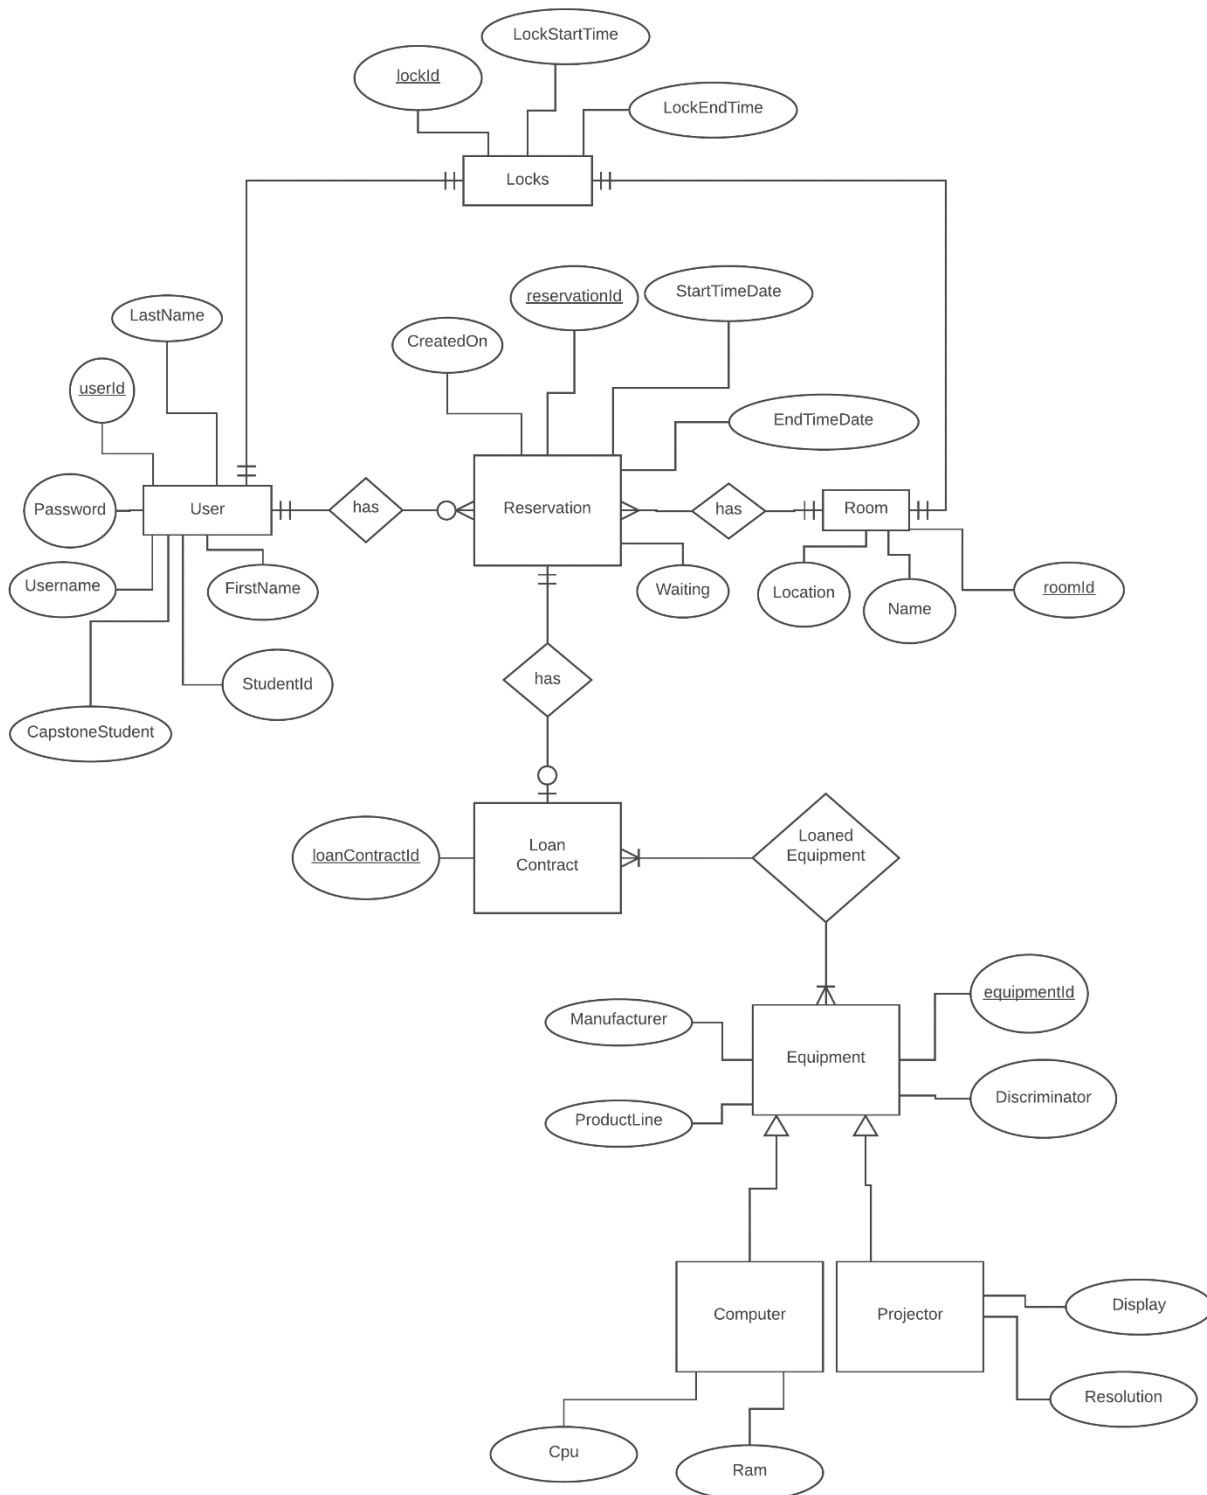 LockStartTime
lockId
LockEndTime
Locks
reservationId
StartTimeDate
LastName
CreatedOn
userId
EndTimeDate
Password
User
has
Reservation
has
Room
Username
FirstName
Waiting
Location
Name
roomId
StudentId
has
CapstoneStudent
loanContractId
Loan
Contract
Loaned
Equipment
equipmentId
Manufacturer
Equipment
Discriminator
ProductLine
Computer
Projector
Display
Resolution
Cpu
Ram